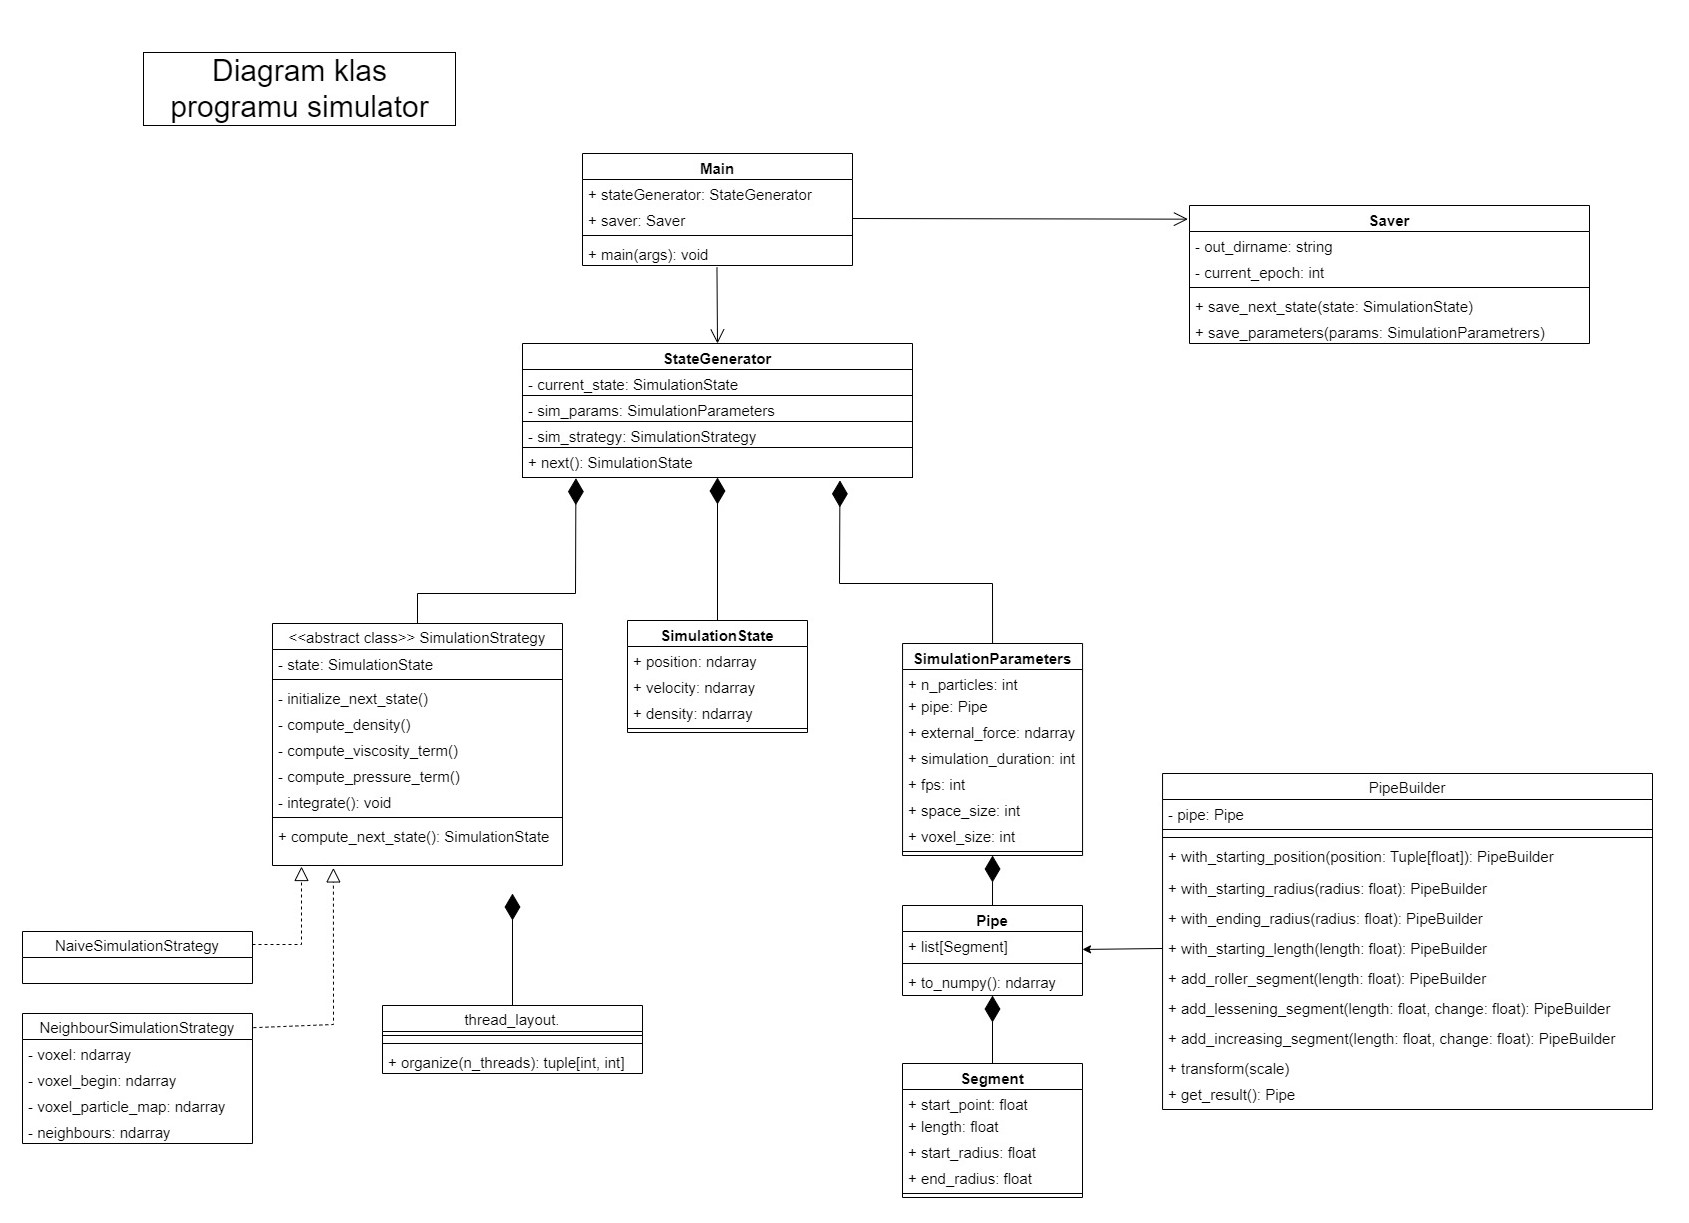 Diagram klas
programu simulator
Main
+ stateGenerator: StateGenerator
+ saver: Saver
+ main(args): void
Saver
- out_dirname: string
- current_epoch: int
+ save_next_state(state: SimulationState)
+ save_parameters(params: SimulationParametrers)
StateGenerator
- current_state: SimulationState
- sim_params: SimulationParameters
- sim_strategy: SimulationStrategy
+ next(): SimulationState
<<abstract class>> SimulationStrategy
- state: SimulationState
- initialize_next_state()
- compute_density()
- compute_viscosity_term()
- compute_pressure_term()
- integrate(): void
+ compute_next_state(): SimulationState
SimulationState
+ position: ndarray
+ velocity: ndarray
+ density: ndarray
SimulationParameters
+ n_particles: int
+ pipe: Pipe
+ external_force: ndarray
+ simulation_duration: int
+ fps: int
+ space_size: int
+ voxel_size: int
PipeBuilder
- pipe: Pipe
+ with_starting_position(position: Tuple[float]): PipeBuilder
+ with_starting_radius(radius: float): PipeBuilder
+ with_ending_radius(radius: float): PipeBuilder
+ with_starting_length(length: float): PipeBuilder
+ add_roller_segment(length: float): PipeBuilder
+ add_lessening_segment(length: float, change: float): PipeBuilder
+ add_increasing_segment(length: float, change: float): PipeBuilder
+ transform(scale)
+ get_result(): Pipe
Pipe
+ list[Segment]
+ to_numpy(): ndarray
NaiveSimulationStrategy
NeighbourSimulationStrategy
- voxel: ndarray
- voxel_begin: ndarray
- voxel_particle_map: ndarray
- neighbours: ndarray
thread_layout.
+ organize(n_threads): tuple[int, int]
Segment
+ start_point: float
+ length: float
+ start_radius: float
+ end_radius: float